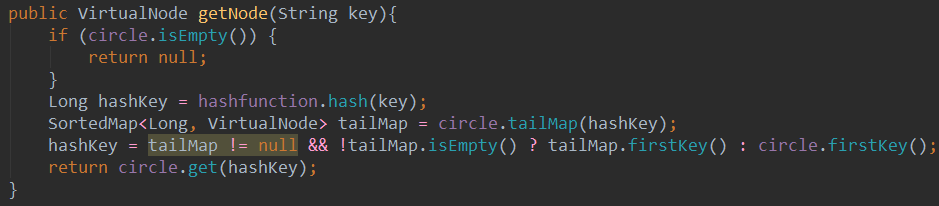 public VirtualNode getNode(String key){
if (circle.isEmpty()) {
return null;
}
Long hashKey = hashfunction.hash(key);
SortedMap<Long, VirtualNode> tailMap = circle.tailMap(hashKey);
hashKey = tailMap != null && !tailMap.isEmpty() ? tailMap.firstKey() : circle.firstKey();
return circle.get(hashKey);
}